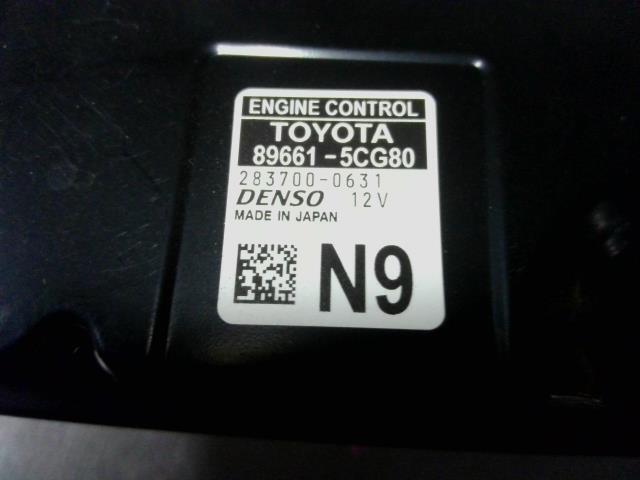 ENGINE CONTROL
TOYOTA
89661-5CG80
283700-0631
DENSO 12V
MADE IN JAPAN
N9